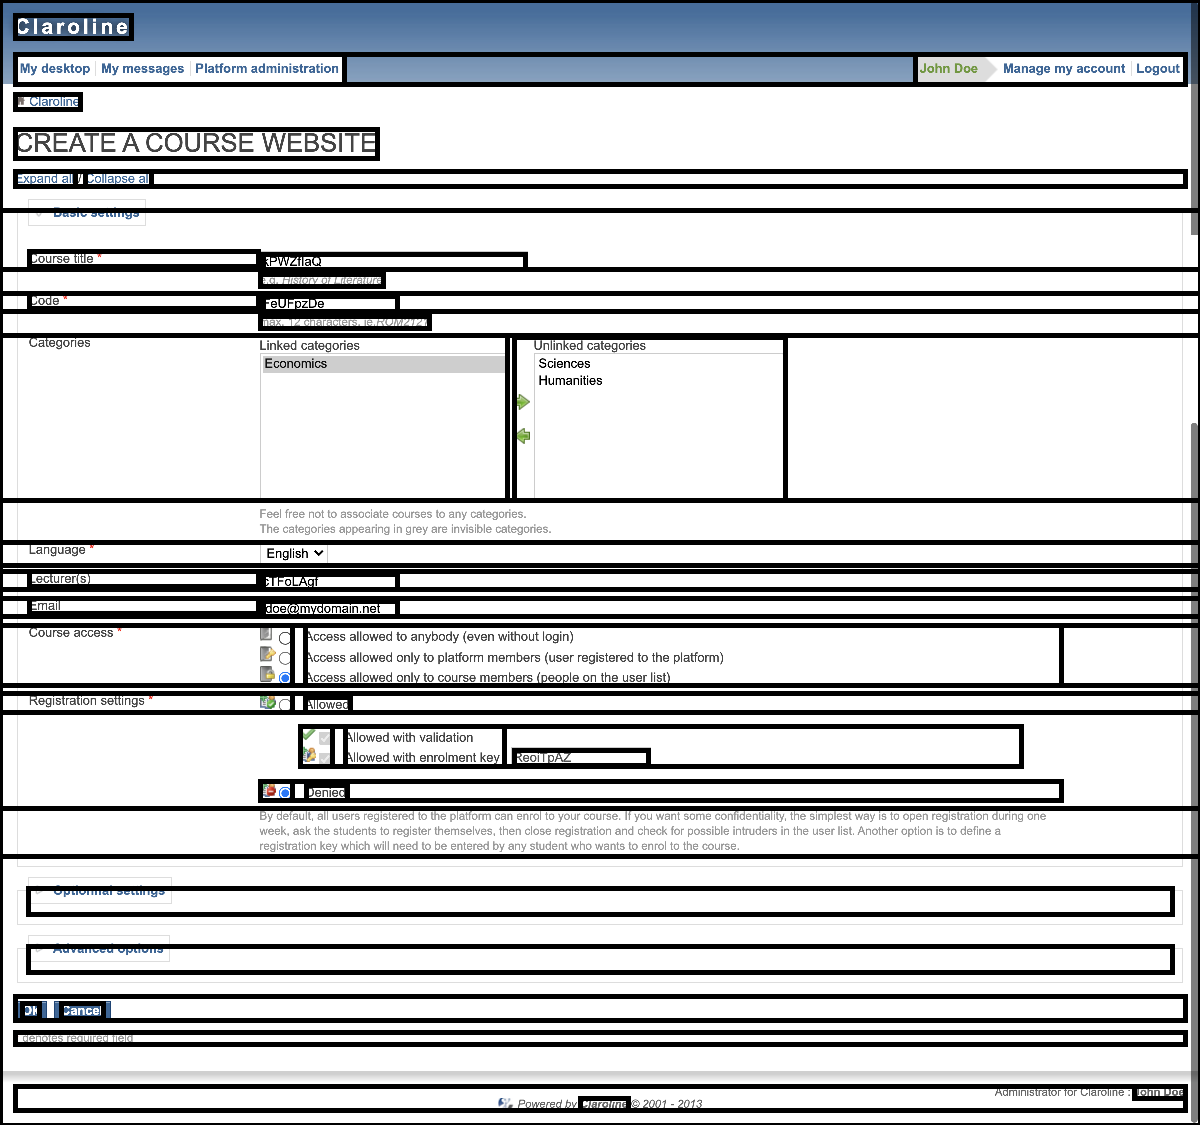 Claroline
My desktop My messages Platform administration John Doe Manage my account Logout
Claroline
CREATE A COURSE WEBSITE
Expand all / Collapse all
Basic settings
Course title * kPWZflaQ
e.g. History of Literature
Code * FeUFpzDe
max. 12 characters, ie.ROM2121
Categories Linked categories Unlinked categories
Economics Sciences
Humanities
Feel free not to associate courses to any categories.
The categories appearing in grey are invisible categories.
Language * English
Lecturer(s) cTFoLAgf
Email doe@mydomain.net
Course access * Access allowed to anybody (even without login)
Access allowed only to platform members (user registered to the platform)
Access allowed only to course members (people on the user list)
Registration settings * Allowed
Allowed with validation
Allowed with enrolment key ReoiTpAZ
Denied
By default, all users registered to the platform can enrol to your course. If you want some confidentiality, the simplest way is to open registration during one
week, ask the students to register themselves, then close registration and check for possible intruders in the user list. Another option is to define a
registration key which will need to be entered by any student who wants to enrol to the course.
Optionnal settings
Advanced options
Ok Cancel
denotes required field
Administrator for Claroline : John Doe
Powered by Claroline © 2001 - 2013